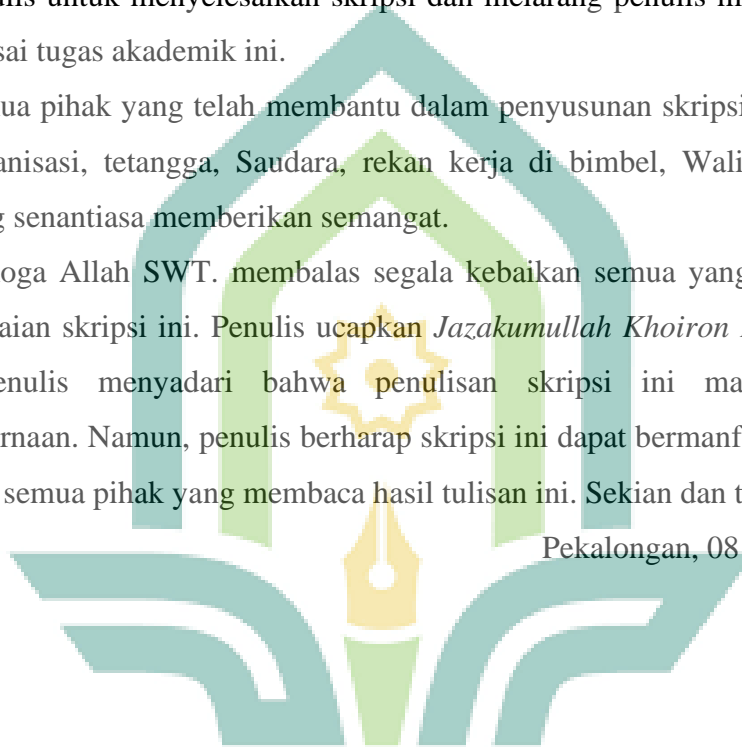 lis untuk menyelesaikan skripsi dan melarang penulis
sai tugas akademik ini.
ua pihak yang telah membantu dalam penyusunan skripsi
anisasi, tetangga, Saudara, rekan kerja di bimbel, Wali
g senantiasa memberikan semangat.
oga Allah SWT. membalas segala kebaikan semua yang
aian skripsi ini. Penulis ucapkan Jazakumullah Khoiron
enulis menyadari bahwa penulisan skripsi ini ma
rnaan. Namun, penulis berharap skripsi ini dapat bermanf
semua pihak yang membaca hasil tulisan ini. Sekian dan t
Pekalongan, 08